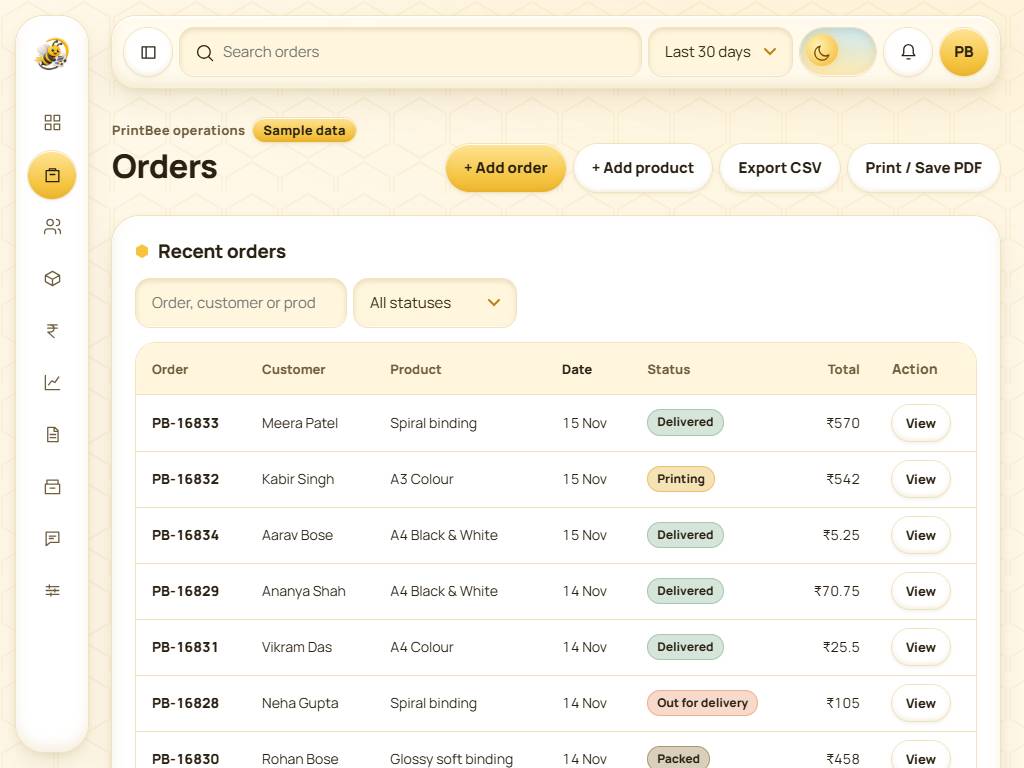 Search orders
Last 30 days
PB
PrintBee operations
Sample data
Orders
+ Add order
+ Add product
Export CSV
Print / Save PDF
Recent orders
Order, customer or prod
All statuses
Order Customer Product Date Status Total Action
PB-16833 Meera Patel Spiral binding 15 Nov Delivered ₹570 View
PB-16832 Kabir Singh A3 Colour 15 Nov Printing ₹542 View
PB-16834 Aarav Bose A4 Black & White 15 Nov Delivered ₹5.25 View
PB-16829 Ananya Shah A4 Black & White 14 Nov Delivered ₹70.75 View
PB-16831 Vikram Das A4 Colour 14 Nov Delivered ₹25.5 View
PB-16828 Neha Gupta Spiral binding 14 Nov Out for delivery ₹105 View
PB-16830 Rohan Bose Glossy soft binding 14 Nov Packed ₹458 View